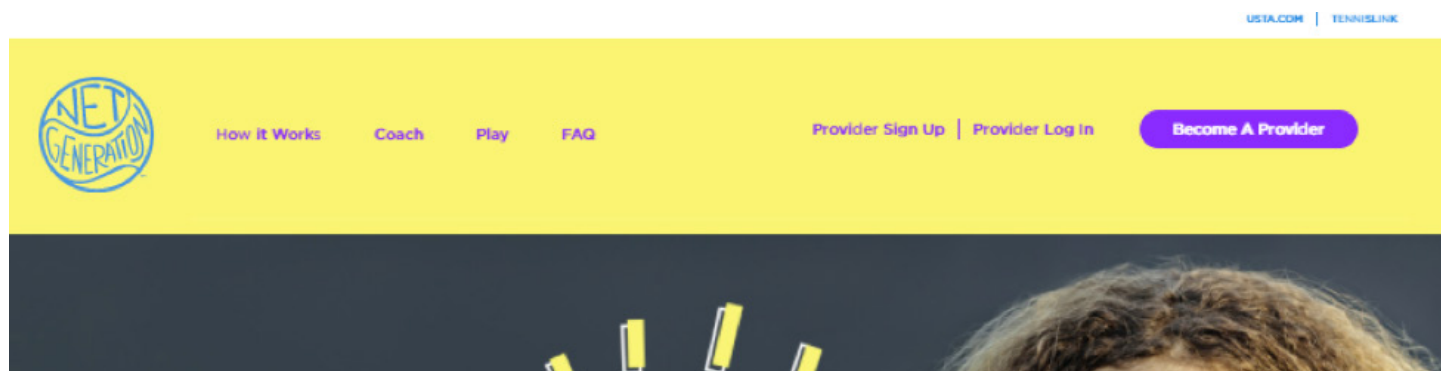 USTA.COM | TENNISLINK
NET
GENERATION
How it Works Coach Play FAQ Provider Sign Up | Provider Log In Become A Provider